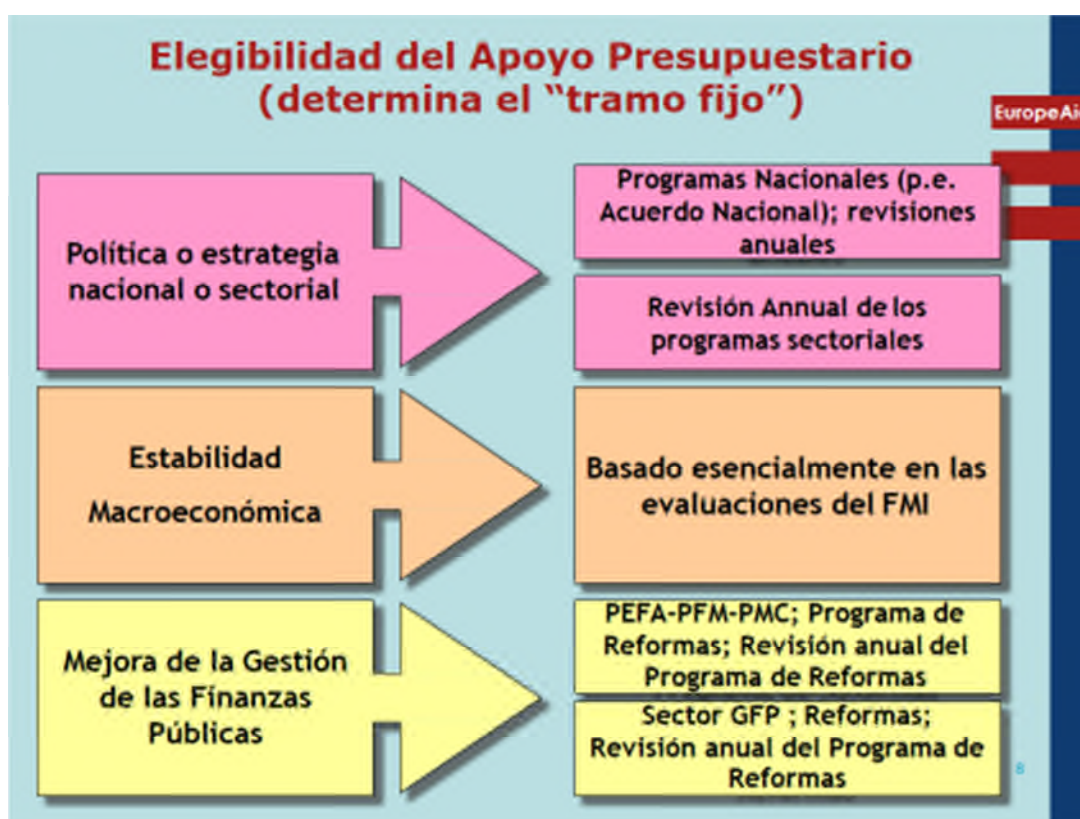 Elegibilidad del Apoyo Presupuestario
(determina el “tramo fijo”)
EuropeAi
Política o estrategia
nacional o sectorial
Programas Nacionales (p.e.
Acuerdo Nacional); revisiones
anuales
Revisión Annual de los
programas sectoriales
Estabilidad
Macroeconómica
Basado esencialmente en las
evaluaciones del FMI
Mejora de la Gestión
de las Finanzas
Públicas
PEFA-PFM-PMC; Programa de
Reformas; Revisión anual del
Programa de Reformas
Sector GFP ; Reformas;
Revisión anual del Programa de
Reformas
8